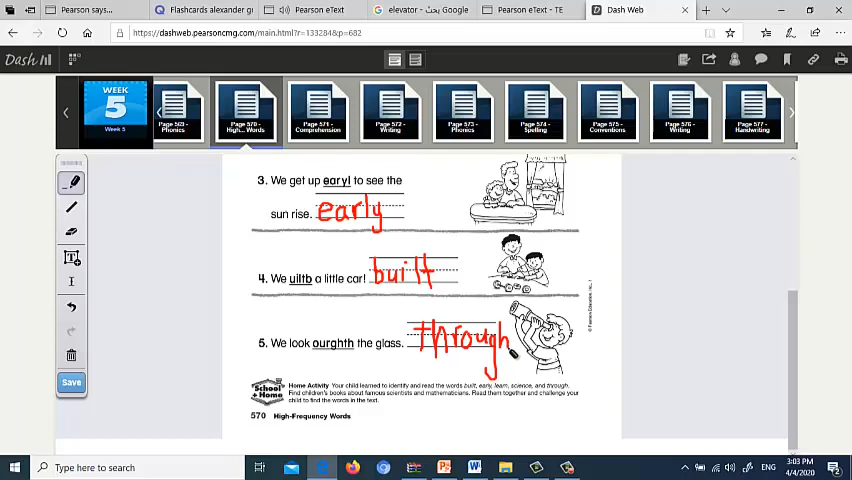 Pearson says...
Flashcards alexander gr
Pearson eText
elevator - بحث Google
Pearson eText - TE
Dash Web
https://dashweb.pearsoncmg.com/main.html?r=133284&p=682
Dash
WEEK
5
Week 5
Page 569 - Phonics
Page 570 - High... Words
Page 571 - Comprehension
Page 572 - Writing
Page 573 - Phonics
Page 574 - Spelling
Page 575 - Conventions
Page 576 - Writing
Page 577 - Handwriting
3. We get up earyl to see the
sun rise. early
4. We uiltb a little car! built
5. We look ourghth the glass. through
School + Home
Home Activity Your child learned to identify and read the words built, early, learn, science, and through.
Find children's books about famous scientists and mathematicians. Read them together and challenge your
child to find the words in the text.
570 High-Frequency Words
Save
Type here to search
ENG
3:03 PM
4/4/2020